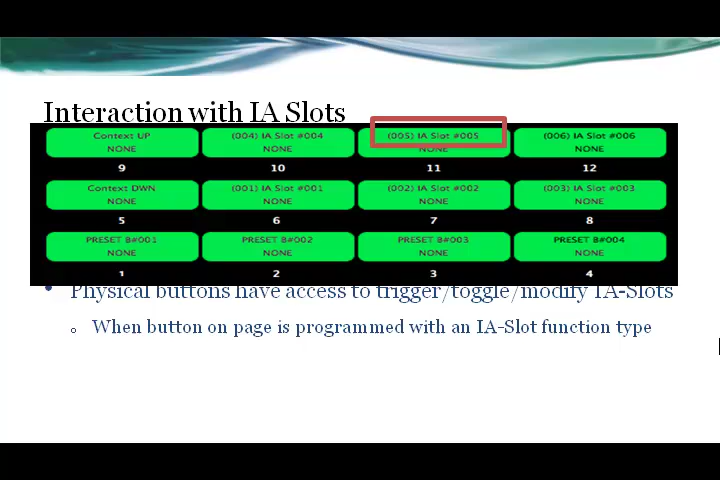 Interaction with IA Slots
Context UP (004) IA Slot #004 (005) IA Slot #005 (006) IA Slot #006
NONE NONE NONE NONE
9 10 11 12
Context DWN (001) IA Slot #001 (002) IA Slot #002 (003) IA Slot #003
NONE NONE NONE NONE
5 6 7 8
PRESET B#001 PRESET B#002 PRESET B#003 PRESET B#004
NONE NONE NONE NONE
1 2 3 4
• Physical buttons have access to trigger/toggle/modify IA-Slots
o When button on page is programmed with an IA-Slot function type